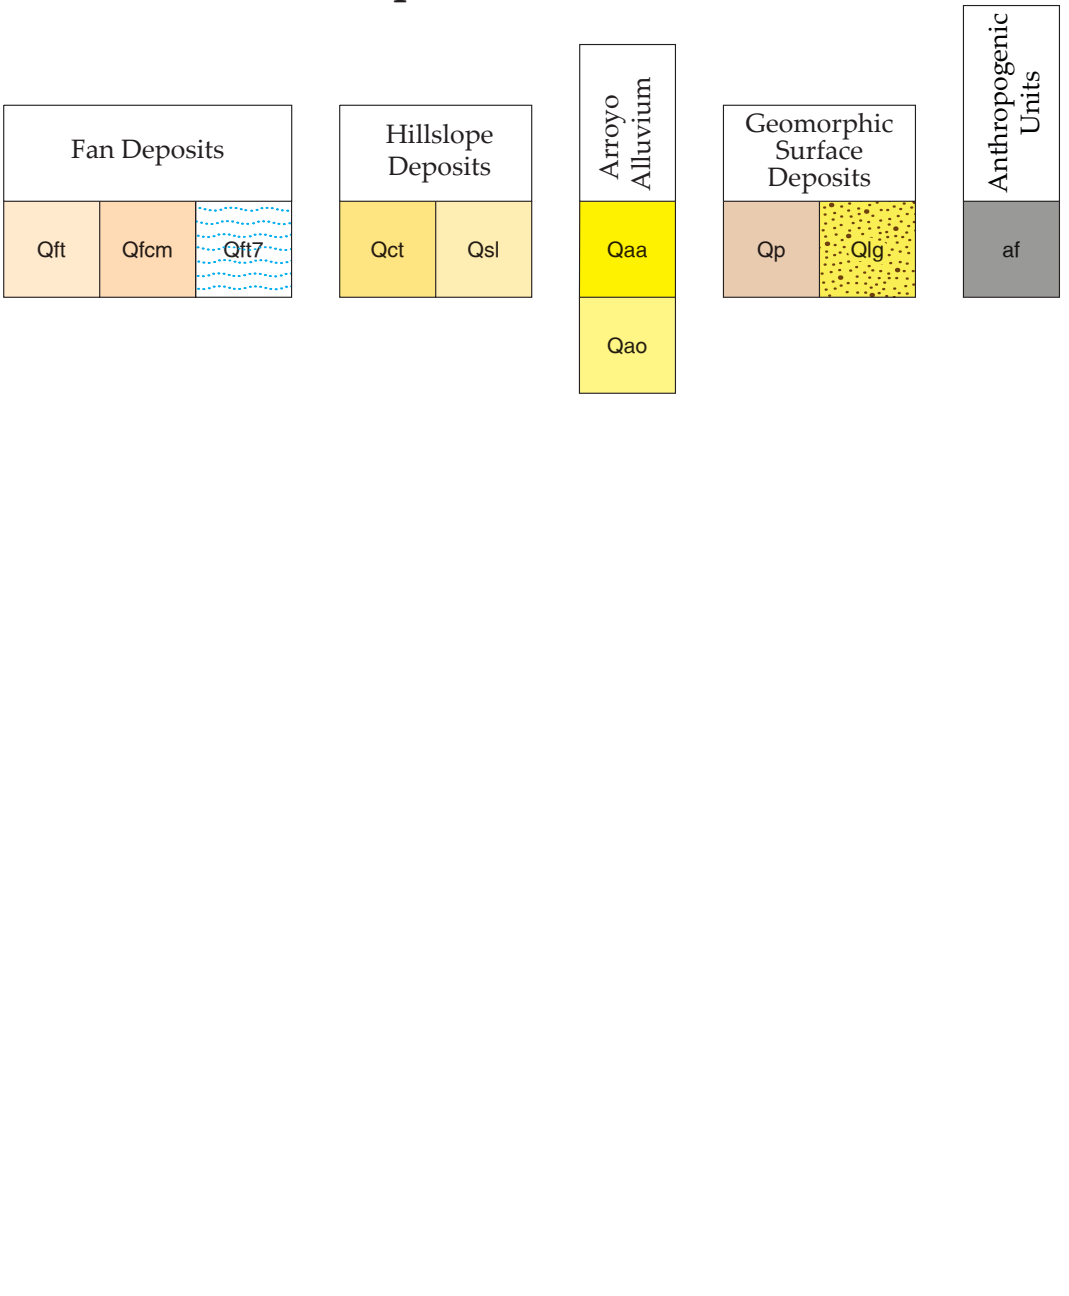 Fan Deposits
Qft
Qfcm
Qft7
Hillslope
Deposits
Qct
Qsl
Arroyo
Alluvium
Qaa
Qao
Geomorphic
Surface
Deposits
Qp
Qlg
Anthropogenic
Units
af